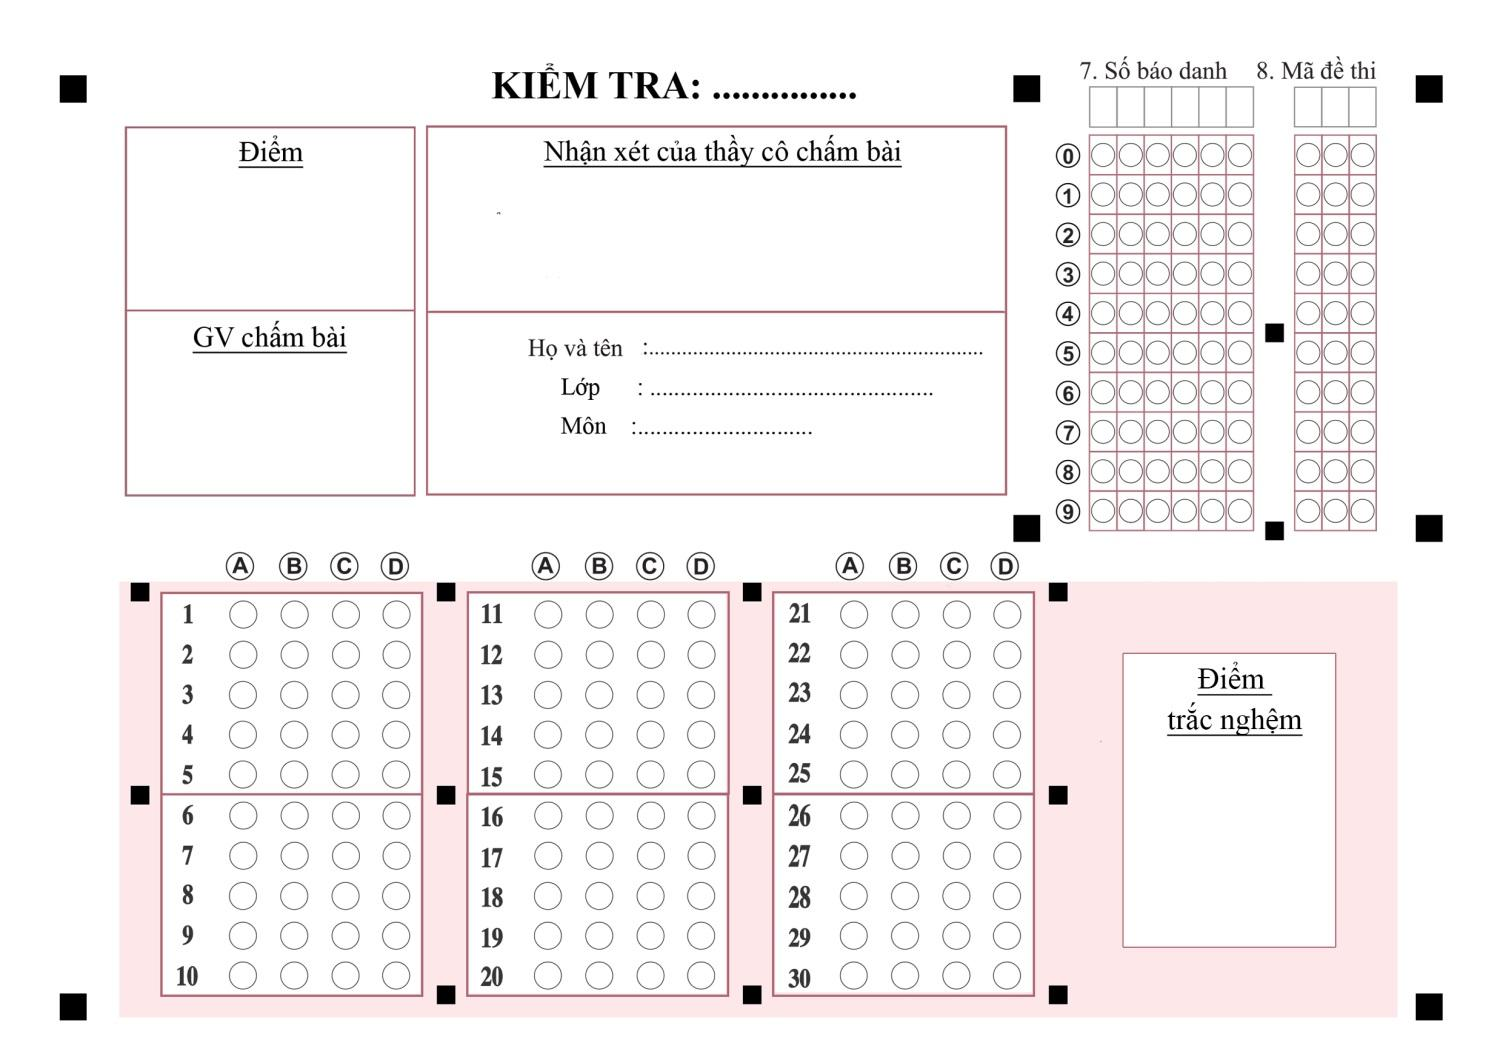 KIỂM TRA: ...............
7. Số báo danh 8. Mã đề thi
Điểm
Nhận xét của thầy cô chấm bài
GV chấm bài
Họ và tên :.............................................................
Lớp : ...............................................
Môn :.............................
0
1
2
3
4
5
6
7
8
9
A B C D A B C D A B C D
1 11 21
2 12 22
3 13 23
4 14 24
5 15 25
6 16 26
7 17 27
8 18 28
9 19 29
10 20 30
Điểm
trắc nghệm